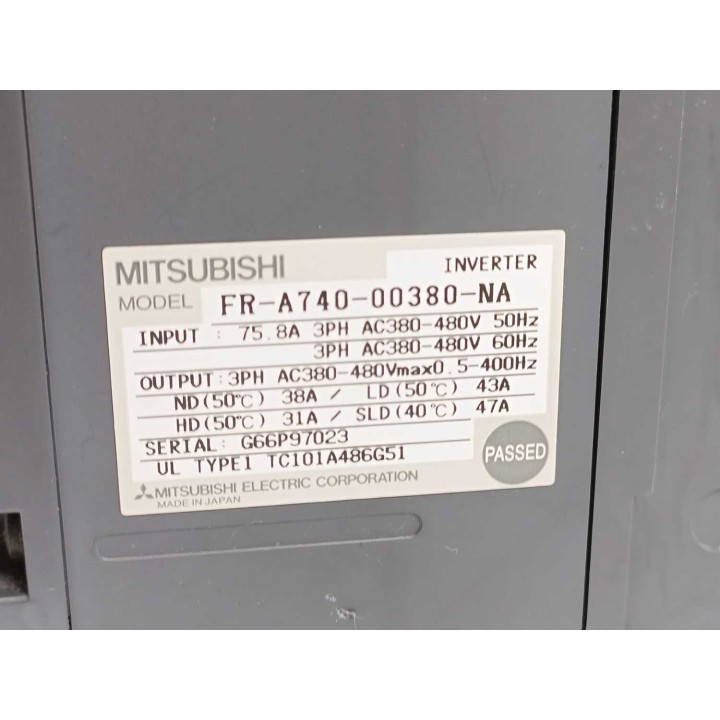 MITSUBISHI INVERTER
MODEL FR-A740-00380-NA
INPUT : 75.8A 3PH AC380-480V 50Hz
3PH AC380-480V 60Hz
OUTPUT:3PH AC380-480Vmax0.5-400Hz
ND(50℃) 38A / LD(50℃) 43A
HD(50℃) 31A / SLD(40℃) 47A
SERIAL: G66P97023
UL TYPE1 TC101A486G51
PASSED
MITSUBISHI ELECTRIC CORPORATION
MADE IN JAPAN